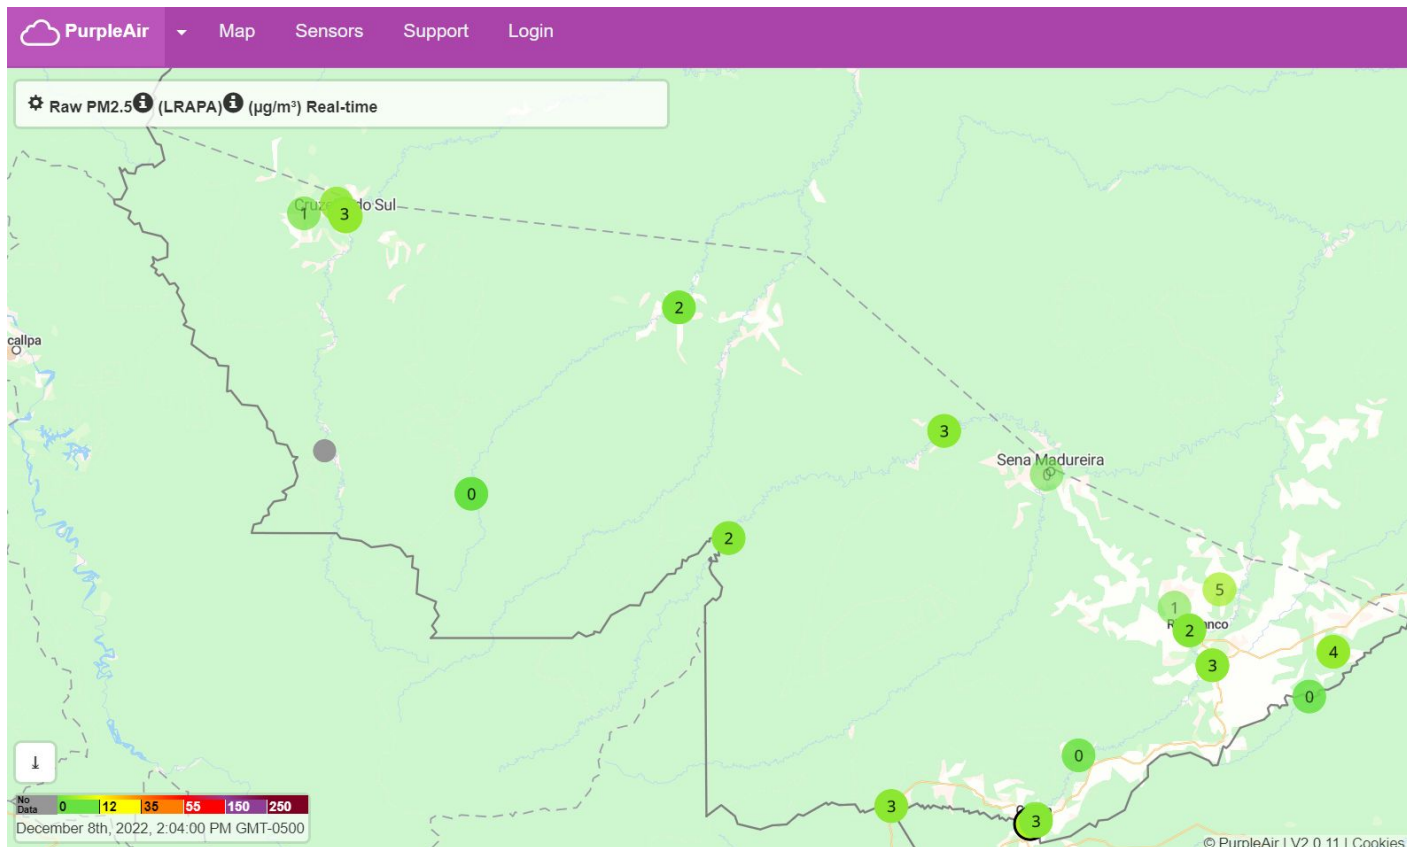 PurpleAir Map Sensors Support Login
Raw PM2.5 (LRAPA) (µg/m³) Real-time
1
3
do Sul
2
callpa
3
Sena Madureira
0
0
2
5
1
2
3
4
0
0
3
3
No Data 0 12 35 55 150 250
December 8th, 2022, 2:04:00 PM GMT-0500
© PurpleAir | V2.0.11 | Cookies